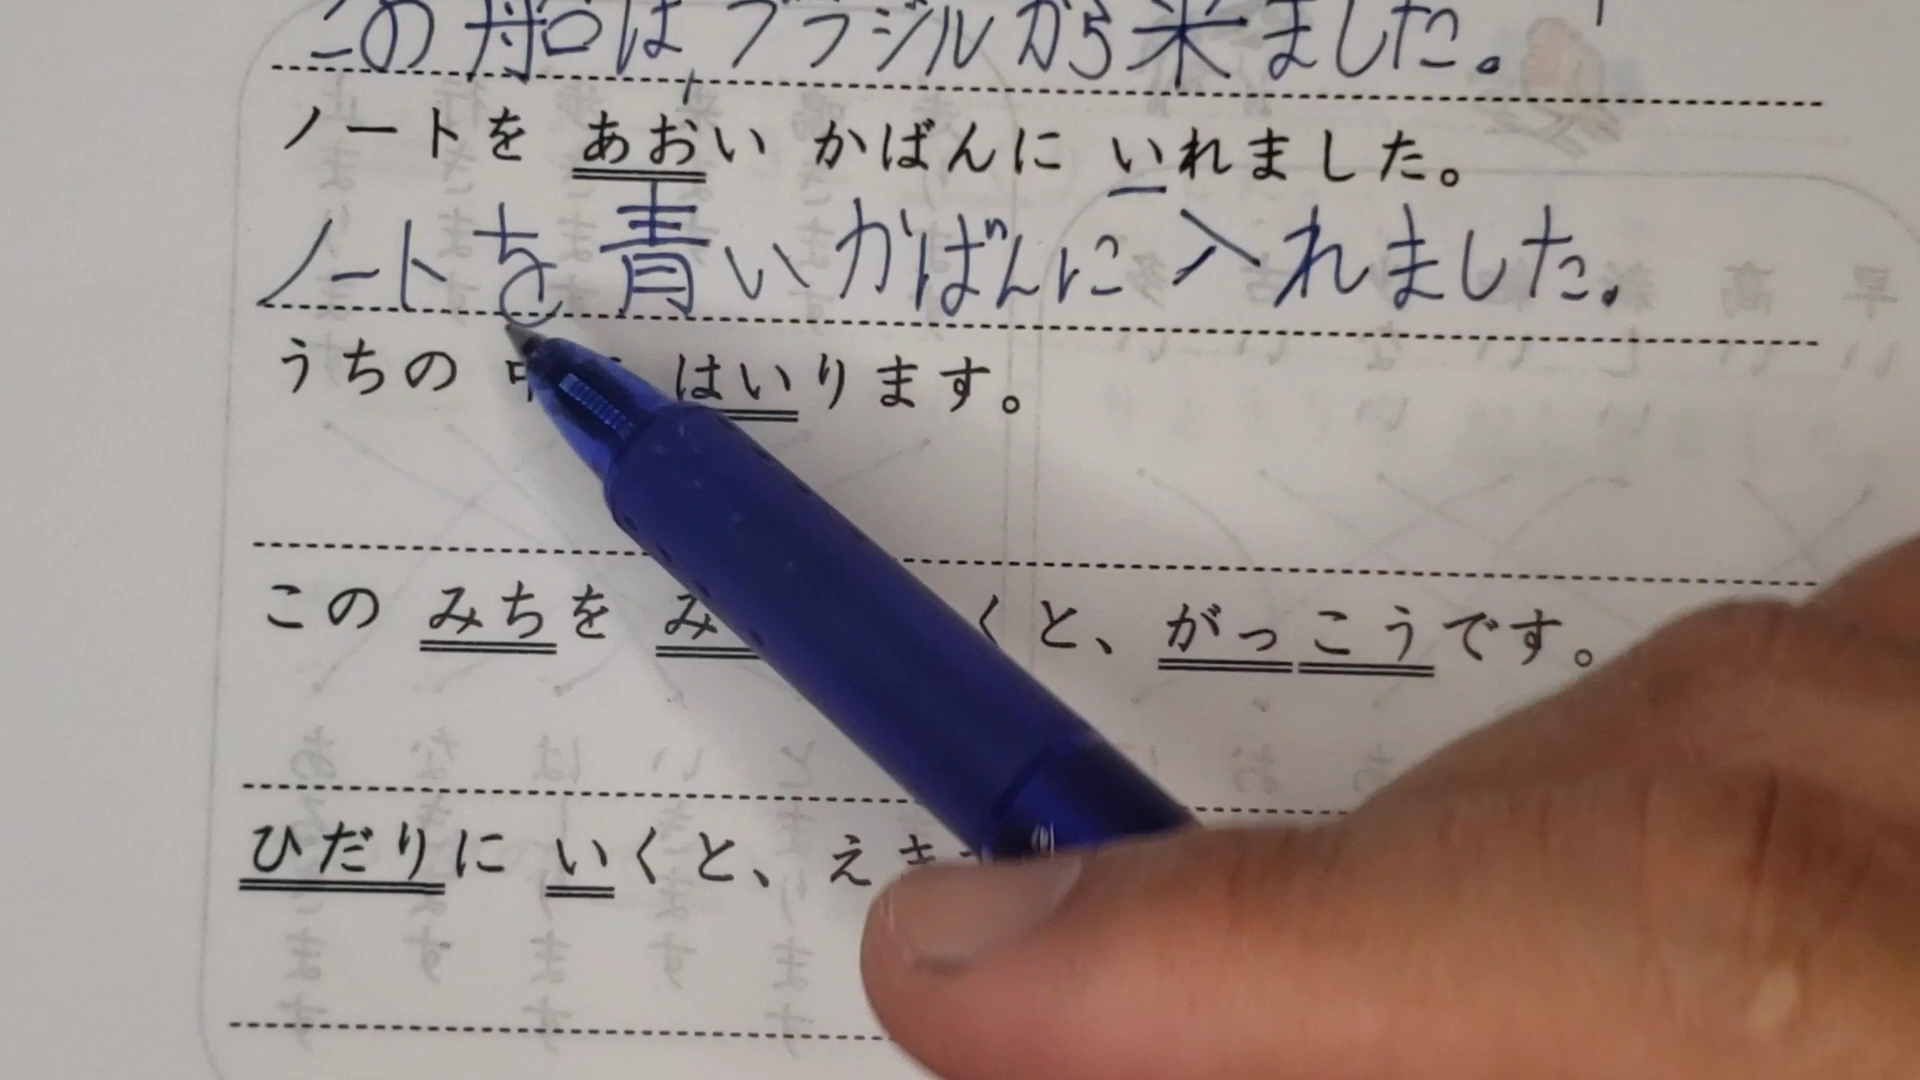 この船はブラジルから来ました。
ノートを あおい かばんに いれました。
ノートを青いかばんに入れました。
うちの はいります。
この みちを み くと、がっこうです。
ひだりに いくと、えき